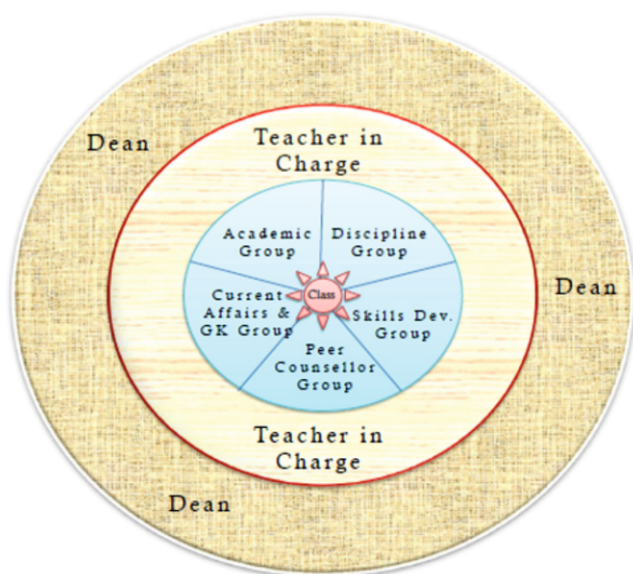 Dean
Teacher in
Charge
Academic
Group
Discipline
Group
Class
Current
Affairs &
GK Group
Skills Dev.
Group
Peer
Counsellor
Group
Dean
Teacher in
Charge
Dean